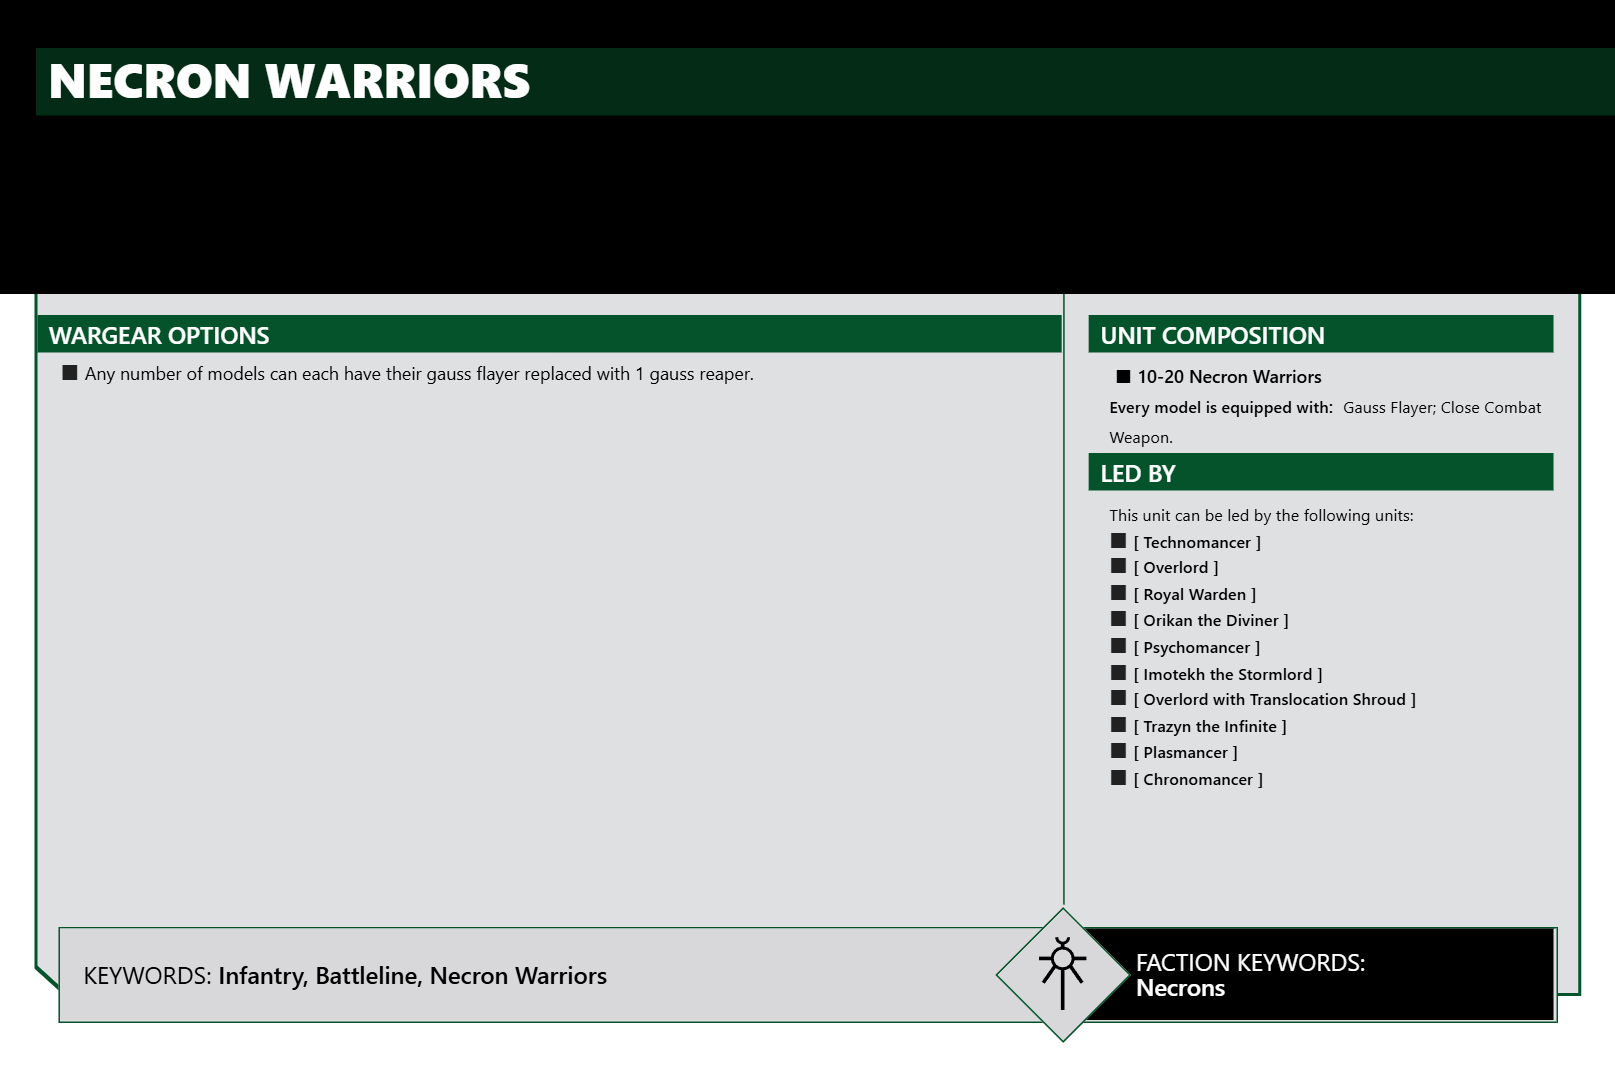 NECRON WARRIORS
WARGEAR OPTIONS
■ Any number of models can each have their gauss flayer replaced with 1 gauss reaper.
UNIT COMPOSITION
■ 10-20 Necron Warriors
Every model is equipped with: Gauss Flayer; Close Combat
Weapon.
LED BY
This unit can be led by the following units:
■ [ Technomancer ]
■ [ Overlord ]
■ [ Royal Warden ]
■ [ Orikan the Diviner ]
■ [ Psychomancer ]
■ [ Imotekh the Stormlord ]
■ [ Overlord with Translocation Shroud ]
■ [ Trazyn the Infinite ]
■ [ Plasmancer ]
■ [ Chronomancer ]
KEYWORDS: Infantry, Battleline, Necron Warriors
FACTION KEYWORDS:
Necrons